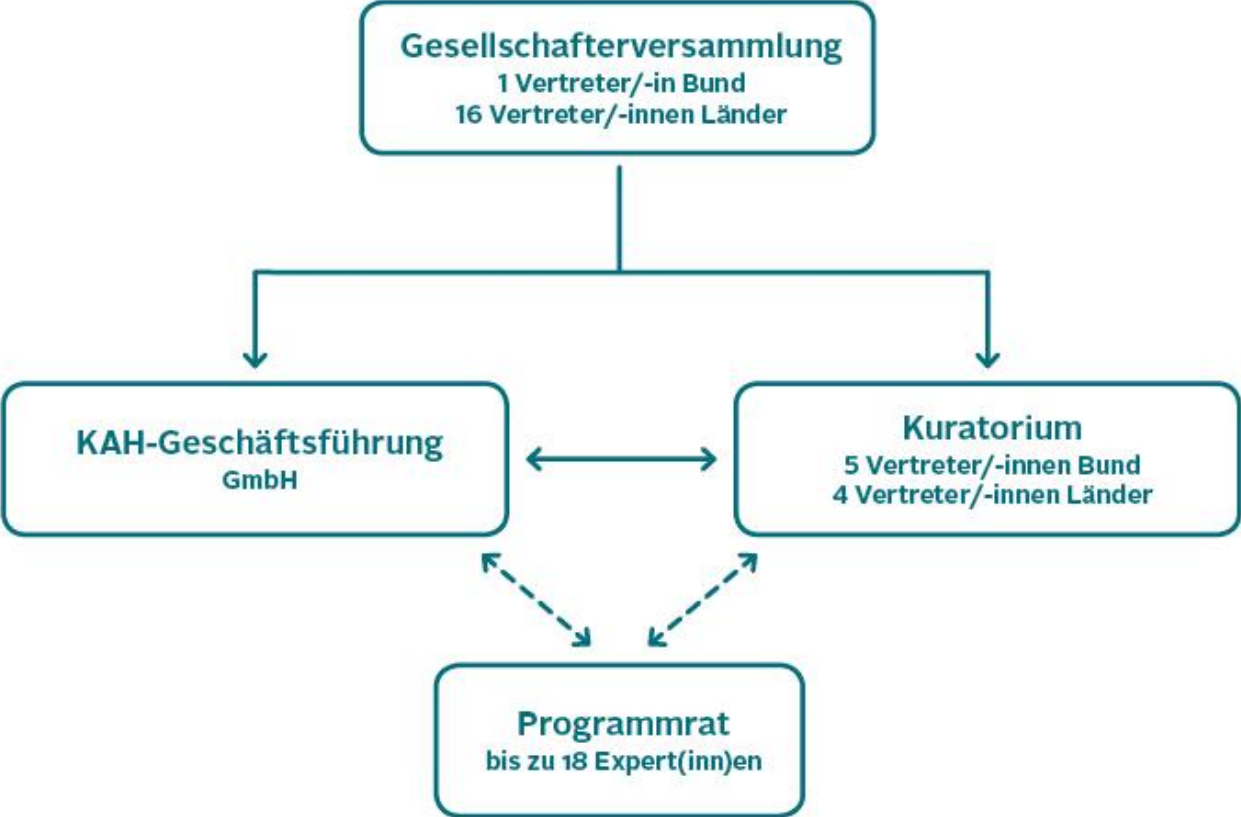 Gesellschafterversammlung
1 Vertreter/-in Bund
16 Vertreter/-innen Länder
KAH-Geschäftsführung
GmbH
Kuratorium
5 Vertreter/-innen Bund
4 Vertreter/-innen Länder
Programmrat
bis zu 18 Expert(inn)en